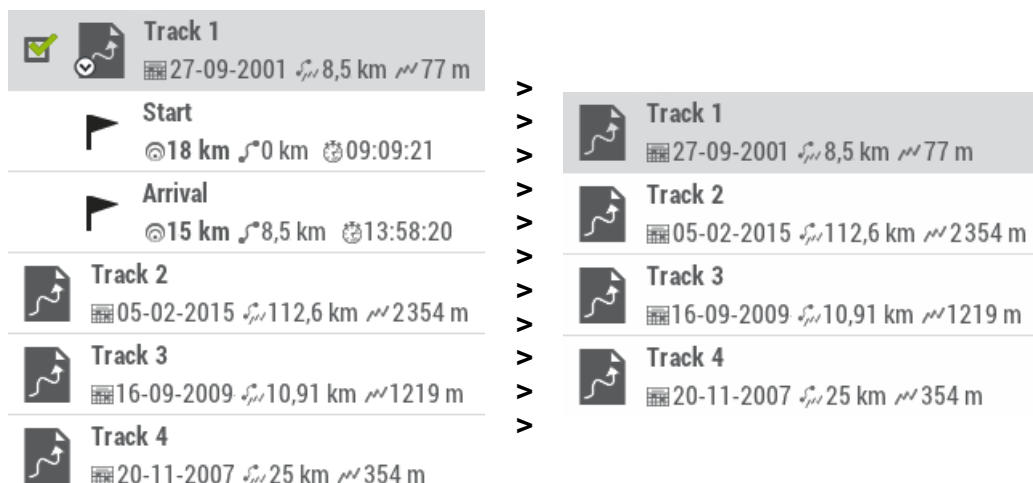 Track 1
27-09-2001 8,5 km 77 m
Start
18 km 0 km 09:09:21
Arrival
15 km 8,5 km 13:58:20
Track 2
05-02-2015 112,6 km 2354 m
Track 3
16-09-2009 10,91 km 1219 m
Track 4
20-11-2007 25 km 354 m
>
>
>
>
>
>
>
>
>
>
>
Track 1
27-09-2001 8,5 km 77 m
Track 2
05-02-2015 112,6 km 2354 m
Track 3
16-09-2009 10,91 km 1219 m
Track 4
20-11-2007 25 km 354 m